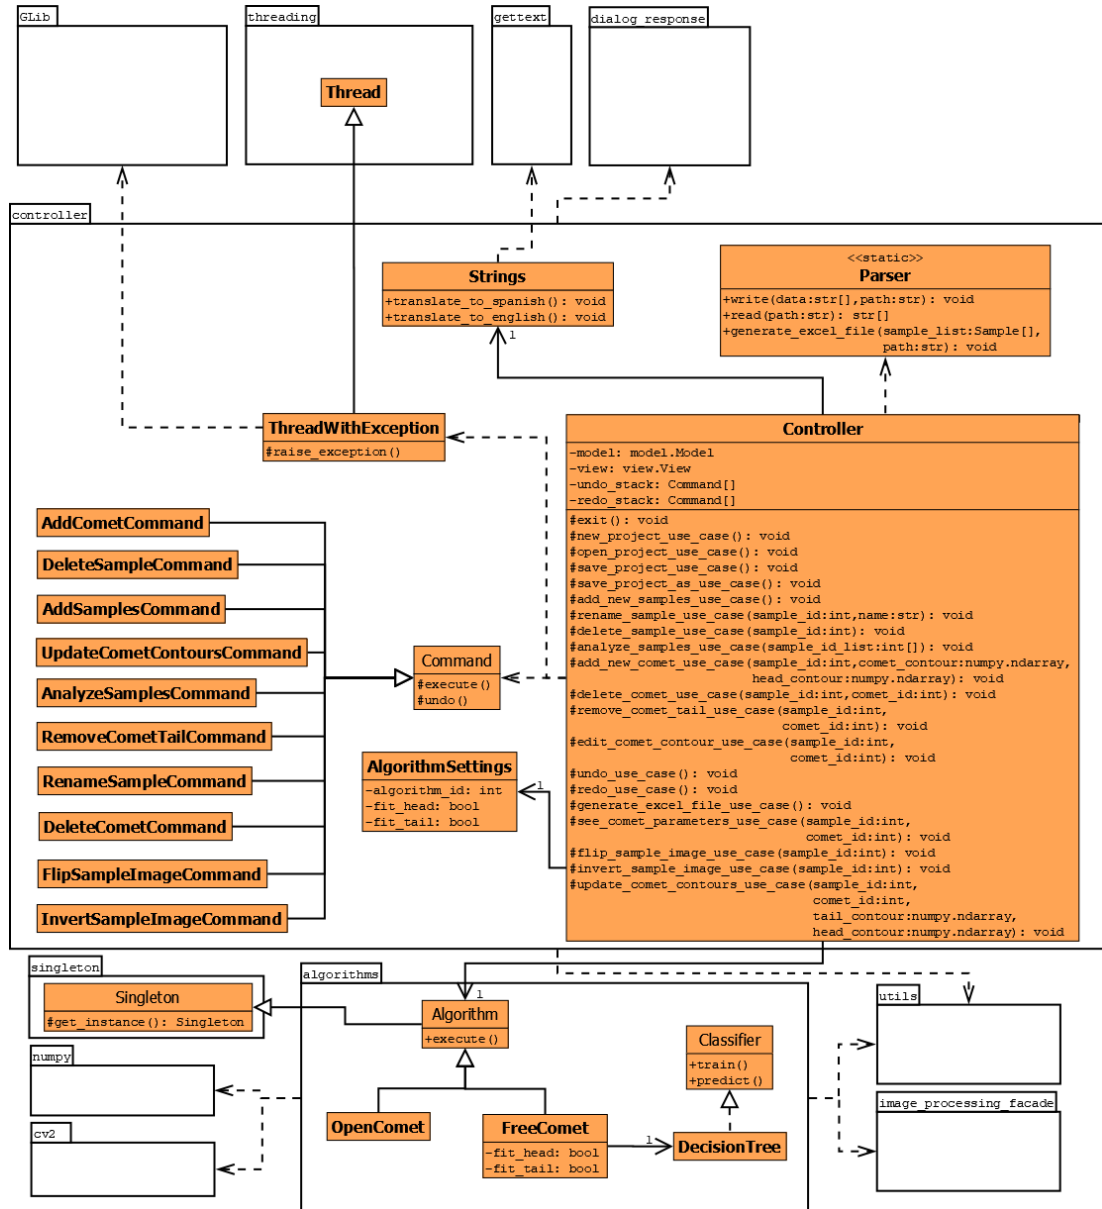 GLib
threading
gettext
dialog_response
Thread
controller
Strings
+translate_to_spanish(): void
+translate_to_english(): void
1
<<static>>
Parser
+write(data:str[],path:str): void
+read(path:str): str[]
+generate_excel_file(sample_list:Sample[],
path:str): void
ThreadWithException
#raise_exception()
Controller
-model: model.Model
-view: view.View
-undo_stack: Command[]
-redo_stack: Command[]
#exit(): void
#new_project_use_case(): void
#open_project_use_case(): void
#save_project_use_case(): void
#save_project_as_use_case(): void
#add_new_samples_use_case(): void
#rename_sample_use_case(sample_id:int,name:str): void
#delete_sample_use_case(sample_id:int): void
#analyze_samples_use_case(sample_id_list:int[]): void
#add_new_comet_use_case(sample_id:int,comet_contour:numpy.ndarray,
head_contour:numpy.ndarray): void
#delete_comet_use_case(sample_id:int,comet_id:int): void
#remove_comet_tail_use_case(sample_id:int,
comet_id:int): void
#edit_comet_contour_use_case(sample_id:int,
comet_id:int): void
#undo_use_case(): void
#redo_use_case(): void
#generate_excel_file_use_case(): void
#see_comet_parameters_use_case(sample_id:int,
comet_id:int): void
#flip_sample_image_use_case(sample_id:int): void
#invert_sample_image_use_case(sample_id:int): void
#update_comet_contours_use_case(sample_id:int,
comet_id:int,
tail_contour:numpy.ndarray,
head_contour:numpy.ndarray): void
AddCometCommand
DeleteSampleCommand
AddSamplesCommand
UpdateCometContoursCommand
AnalyzeSamplesCommand
RemoveCometTailCommand
RenameSampleCommand
DeleteCometCommand
FlipSampleImageCommand
InvertSampleImageCommand
Command
#execute()
#undo()
AlgorithmSettings
-algorithm_id: int
-fit_head: bool
-fit_tail: bool
1
singleton
Singleton
#get_instance(): Singleton
algorithms
1
Algorithm
+execute()
Classifier
+train()
+predict()
utils
numpy
image_processing_facade
cv2
OpenComet
FreeComet
-fit_head: bool
-fit_tail: bool
1
DecisionTree